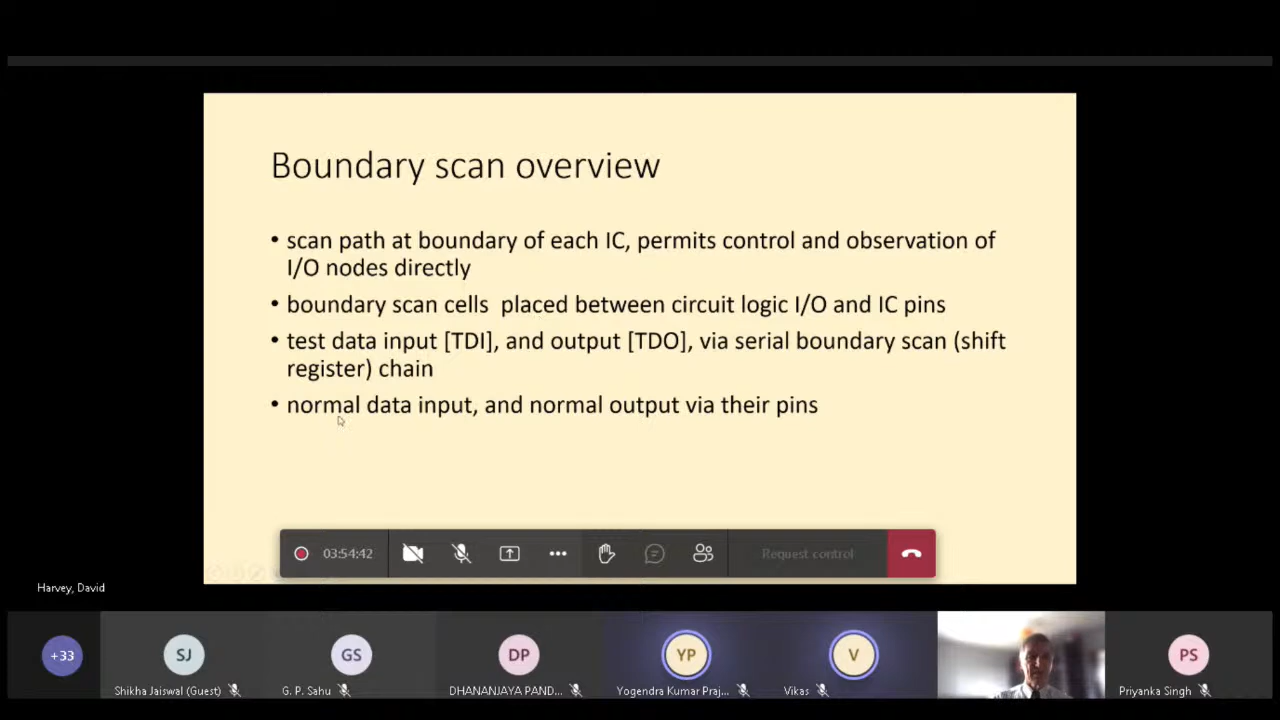 Boundary scan overview
• scan path at boundary of each IC, permits control and observation of
I/O nodes directly
• boundary scan cells placed between circuit logic I/O and IC pins
• test data input [TDI], and output [TDO], via serial boundary scan (shift
register) chain
• normal data input, and normal output via their pins
03:54:42
Request control
Harvey, David
+33
SJ
GS
DP
YP
V
PS
Shikha Jaiswal (Guest)
G. P. Sahu
DHANANJAYA PAND...
Yogendra Kumar Praj...
Vikas
Priyanka Singh